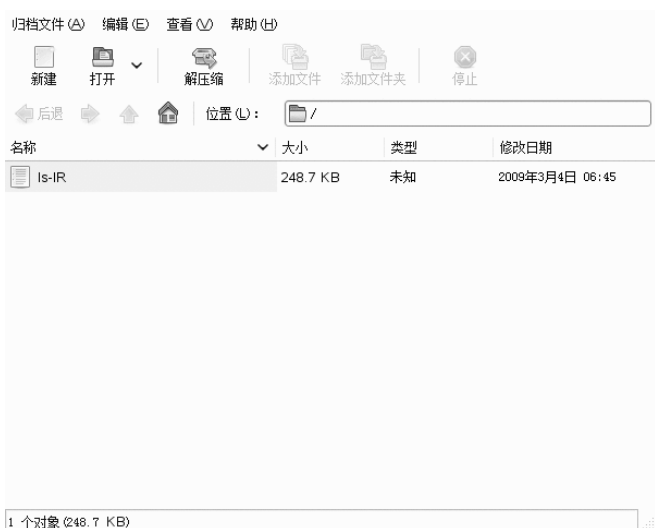 归档文件(A) 编辑(E) 查看(V) 帮助(H)
新建 打开 解压缩 添加文件 添加文件夹 停止
后退 位置(L): /
名称 大小 类型 修改日期
ls-lR 248.7 KB 未知 2009年3月4日 06:45
1 个对象(248.7 KB)